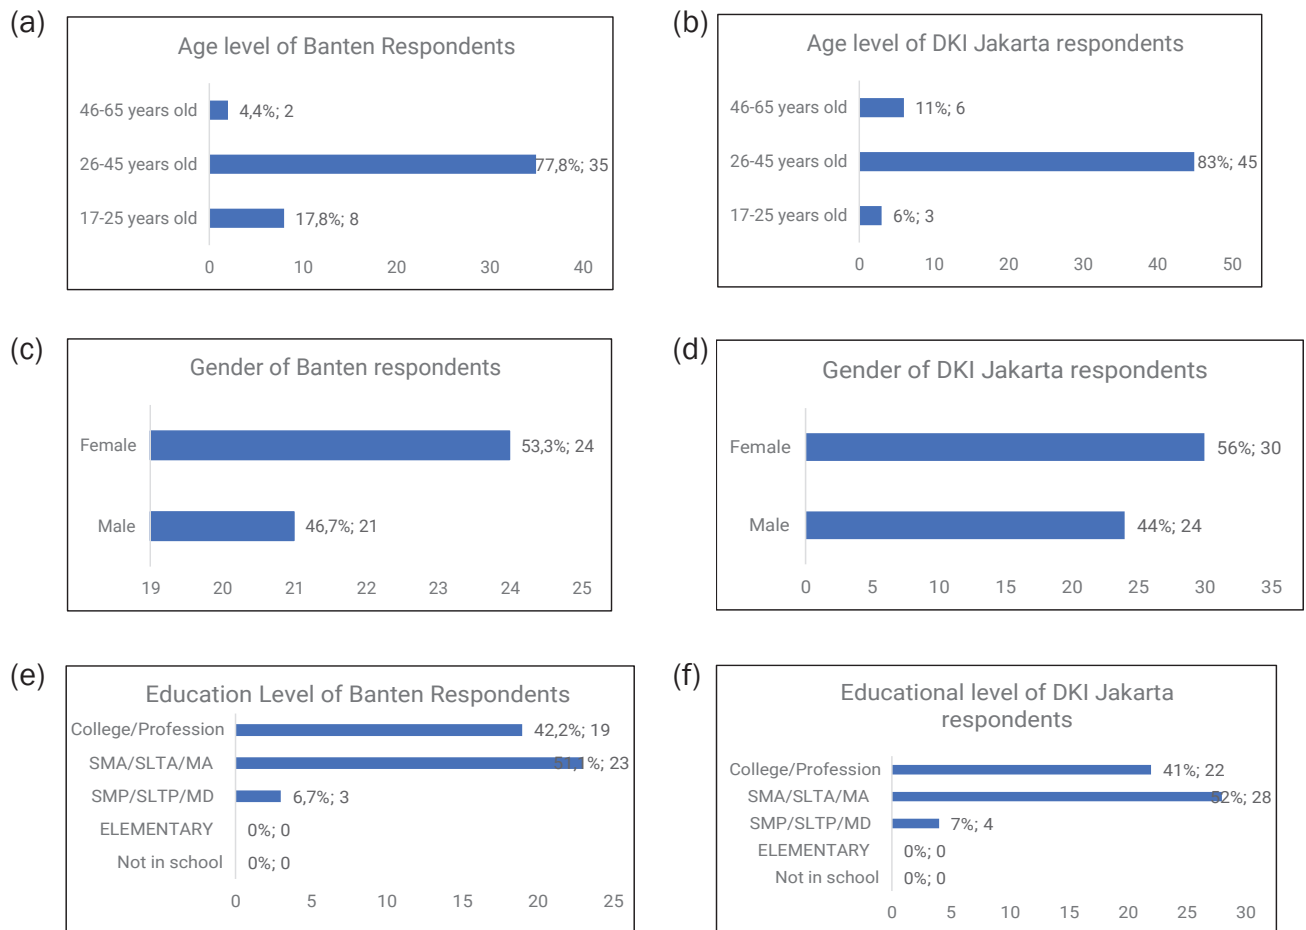 (a)
Age level of Banten Respondents
46-65 years old 4,4%; 2
26-45 years old 77,8%; 35
17-25 years old 17,8%; 8
0 10 20 30 40
(b)
Age level of DKI Jakarta respondents
46-65 years old 11%; 6
26-45 years old 83%; 45
17-25 years old 6%; 3
0 10 20 30 40 50
(c)
Gender of Banten respondents
Female 53,3%; 24
Male 46,7%; 21
19 20 21 22 23 24 25
(d)
Gender of DKI Jakarta respondents
Female 56%; 30
Male 44%; 24
0 5 10 15 20 25 30 35
(e)
Education Level of Banten Respondents
College/Profession 42,2%; 19
SMA/SLTA/MA 51,1%; 23
SMP/SLTP/MD 6,7%; 3
ELEMENTARY 0%; 0
Not in school 0%; 0
0 5 10 15 20 25
(f)
Educational level of DKI Jakarta
respondents
College/Profession 41%; 22
SMA/SLTA/MA 52%; 28
SMP/SLTP/MD 7%; 4
ELEMENTARY 0%; 0
Not in school 0%; 0
0 5 10 15 20 25 30